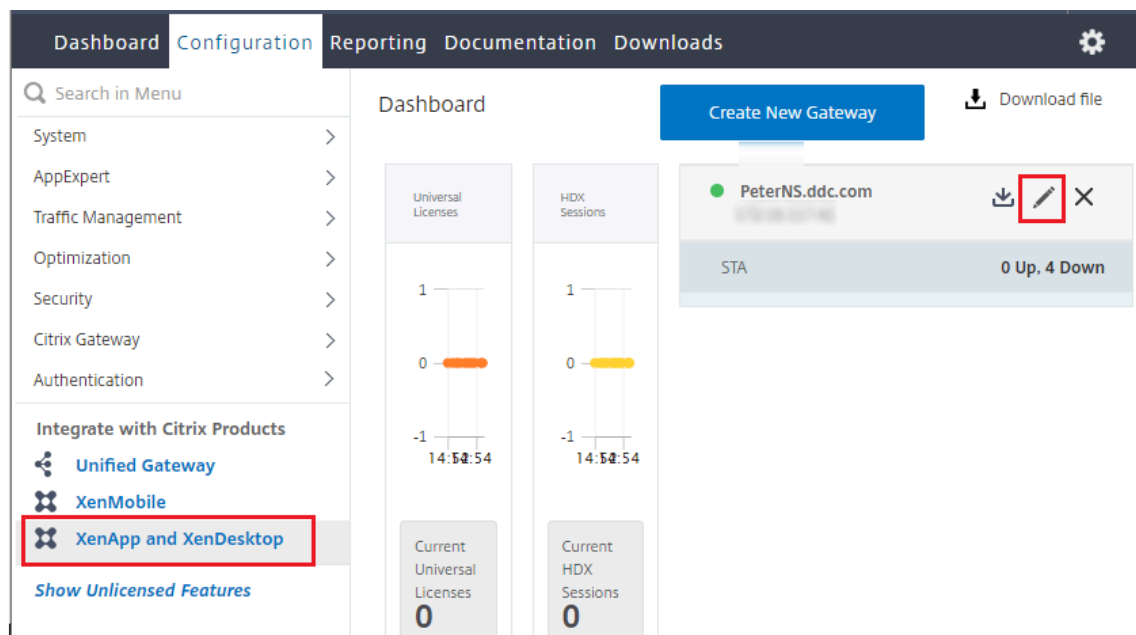 Dashboard Configuration Reporting Documentation Downloads
Search in Menu
System
AppExpert
Traffic Management
Optimization
Security
Citrix Gateway
Authentication
Integrate with Citrix Products
Unified Gateway
XenMobile
XenApp and XenDesktop
Show Unlicensed Features
Dashboard
Create New Gateway
Download file
Universal
Licenses
1
0
-1
Current
Universal
Licenses
0
HDX
Sessions
1
0
-1
Current
HDX
Sessions
0
PeterNS.ddc.com
STA 0 Up, 4 Down